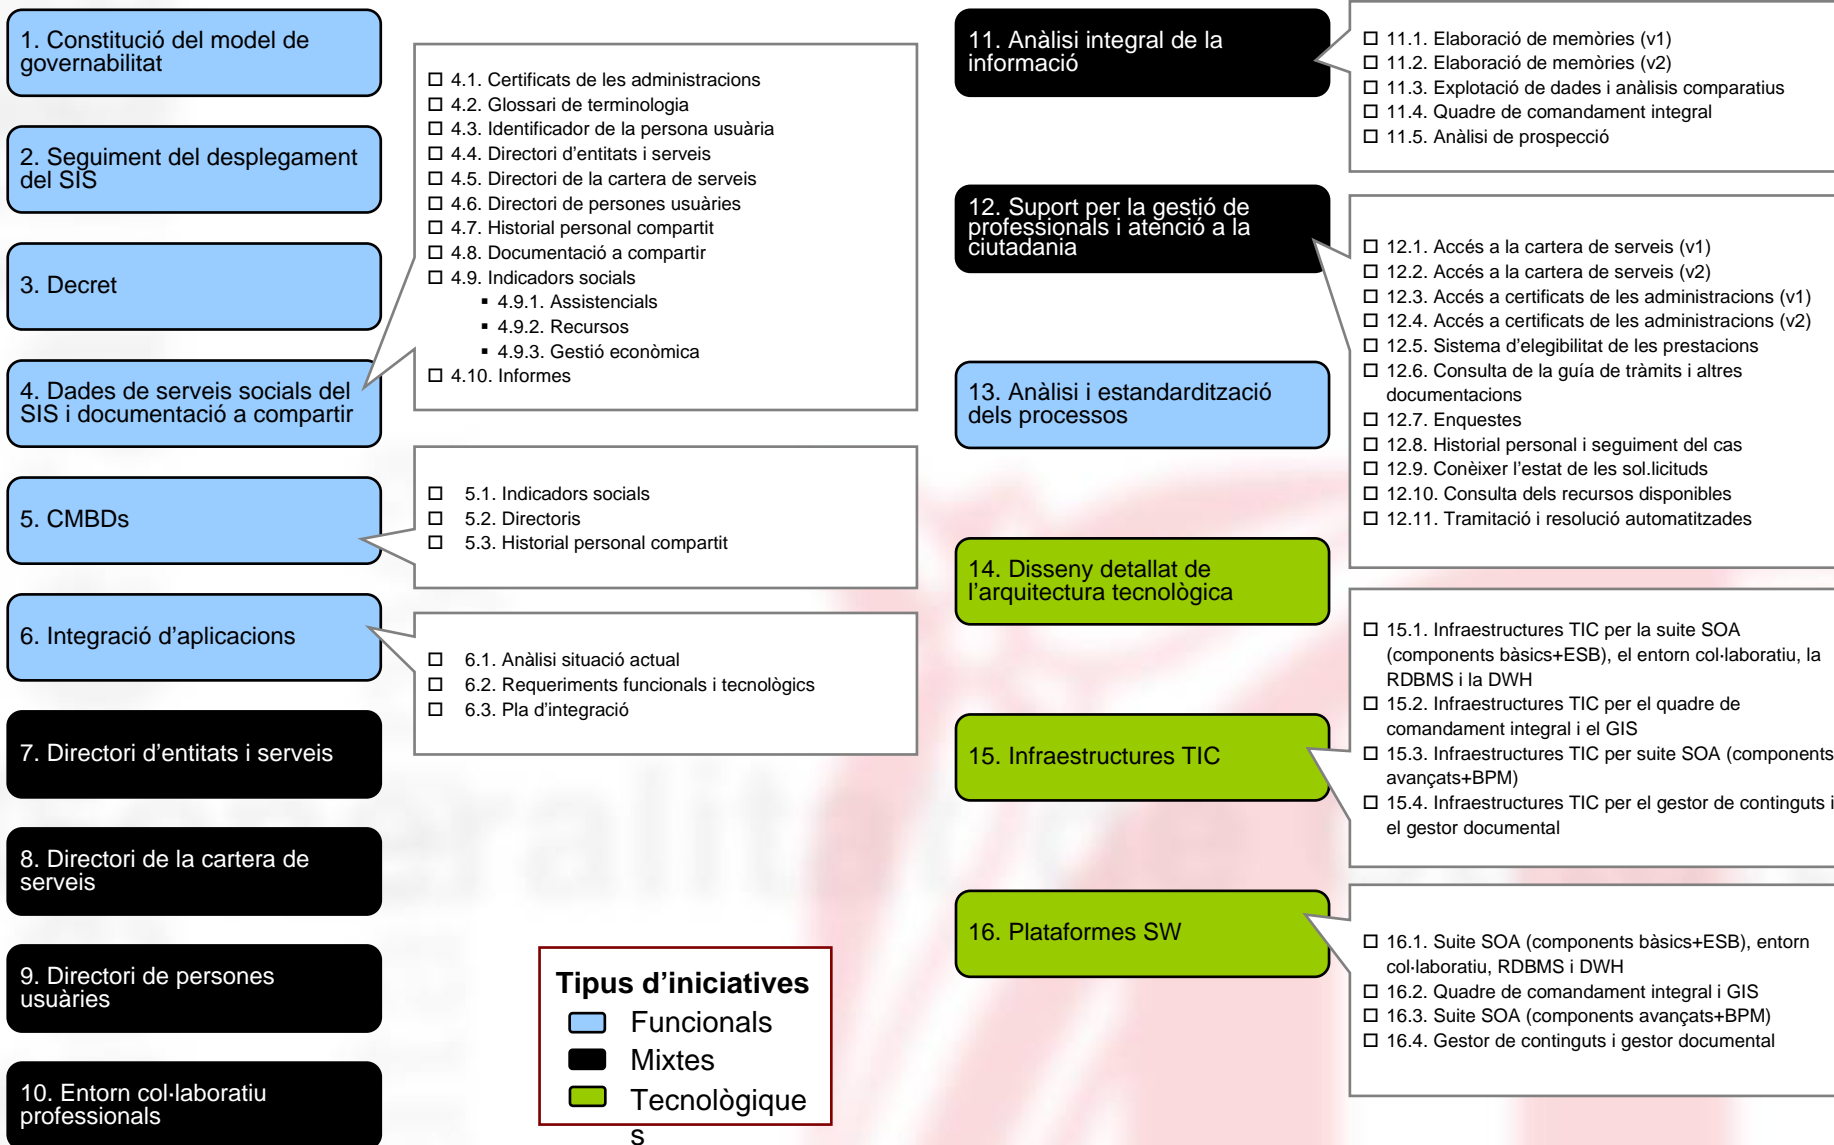 1. Constitució del model de
governabilitat
2. Seguiment del desplegament
del SIS
3. Decret
4. Dades de serveis socials del
SIS i documentació a compartir
5. CMBDs
6. Integració d’aplicacions
7. Directori d’entitats i serveis
8. Directori de la cartera de
serveis
9. Directori de persones
usuàries
10. Entorn col·laboratiu
professionals
4.1. Certificats de les administracions
4.2. Glossari de terminologia
4.3. Identificador de la persona usuària
4.4. Directori d’entitats i serveis
4.5. Directori de la cartera de serveis
4.6. Directori de persones usuàries
4.7. Historial personal compartit
4.8. Documentació a compartir
4.9. Indicadors socials
4.9.1. Assistencials
4.9.2. Recursos
4.9.3. Gestió econòmica
4.10. Informes
5.1. Indicadors socials
5.2. Directoris
5.3. Historial personal compartit
6.1. Anàlisi situació actual
6.2. Requeriments funcionals i tecnològics
6.3. Pla d’integració
Tipus d’iniciatives
Funcionals
Mixtes
Tecnològique
s
11. Anàlisi integral de la
informació
12. Suport per la gestió de
professionals i atenció a la
ciutadania
13. Anàlisi i estandardització
dels processos
14. Disseny detallat de
l’arquitectura tecnològica
15. Infraestructures TIC
16. Plataformes SW
11.1. Elaboració de memòries (v1)
11.2. Elaboració de memòries (v2)
11.3. Explotació de dades i anàlisis comparatius
11.4. Quadre de comandament integral
11.5. Anàlisi de prospecció
12.1. Accés a la cartera de serveis (v1)
12.2. Accés a la cartera de serveis (v2)
12.3. Accés a certificats de les administracions (v1)
12.4. Accés a certificats de les administracions (v2)
12.5. Sistema d’elegibilitat de les prestacions
12.6. Consulta de la guía de tràmits i altres
documentacions
12.7. Enquestes
12.8. Historial personal i seguiment del cas
12.9. Conèixer l’estat de les sol.licituds
12.10. Consulta dels recursos disponibles
12.11. Tramitació i resolució automatitzades
15.1. Infraestructures TIC per la suite SOA
(components bàsics+ESB), el entorn col·laboratiu, la
RDBMS i la DWH
15.2. Infraestructures TIC per el quadre de
comandament integral i el GIS
15.3. Infraestructures TIC per suite SOA (components
avançats+BPM)
15.4. Infraestructures TIC per el gestor de continguts i
el gestor documental
16.1. Suite SOA (components bàsics+ESB), entorn
col·laboratiu, RDBMS i DWH
16.2. Quadre de comandament integral i GIS
16.3. Suite SOA (components avançats+BPM)
16.4. Gestor de continguts i gestor documental